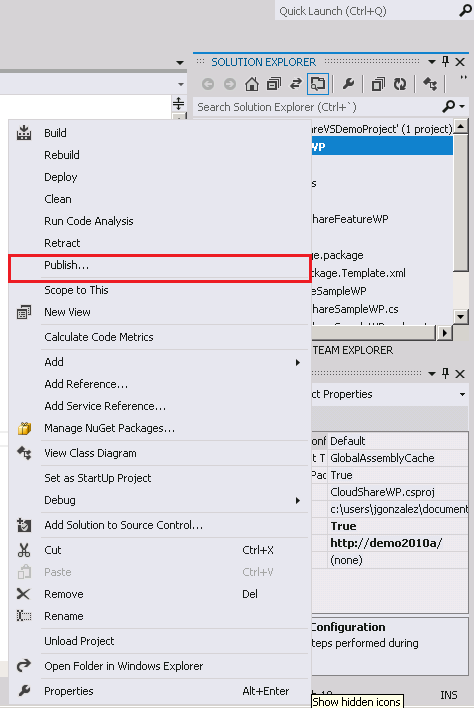 Quick Launch (Ctrl+Q)
SOLUTION EXPLORER
Search Solution Explorer (Ctrl+`)
areVSDemoProject' (1 project)
WP
s
hareFeatureWP
ge.package
ckage.Template.xml
eSampleWP
reSampleWP.cs
Build
Rebuild
Deploy
Clean
Run Code Analysis
Retract
Publish...
Scope to This
New View
Calculate Code Metrics
Add
Add Reference...
Add Service Reference...
Manage NuGet Packages...
View Class Diagram
Set as StartUp Project
Debug
Add Solution to Source Control...
Cut Ctrl+X
Paste Ctrl+V
Remove Del
Rename
Unload Project
Open Folder in Windows Explorer
Properties Alt+Enter
TEAM EXPLORER
ct Properties
onf Default
t T GlobalAssemblyCache
Pac True
CloudShareWP.csproj
c:\users\jgonzalez\document
True
http://demo2010a/
(none)
Configuration
teps performed during
Show hidden icons
INS